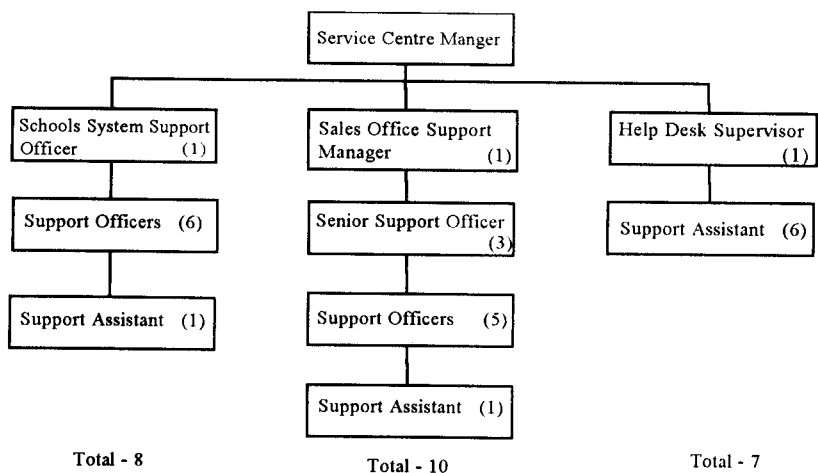 Service Centre Manger
Schools System Support
Officer (1)
Support Officers (6)
Support Assistant (1)
Total - 8
Sales Office Support
Manager (1)
Senior Support Officer
(3)
Support Officers (5)
Support Assistant (1)
Total - 10
Help Desk Supervisor
(1)
Support Assistant (6)
Total - 7